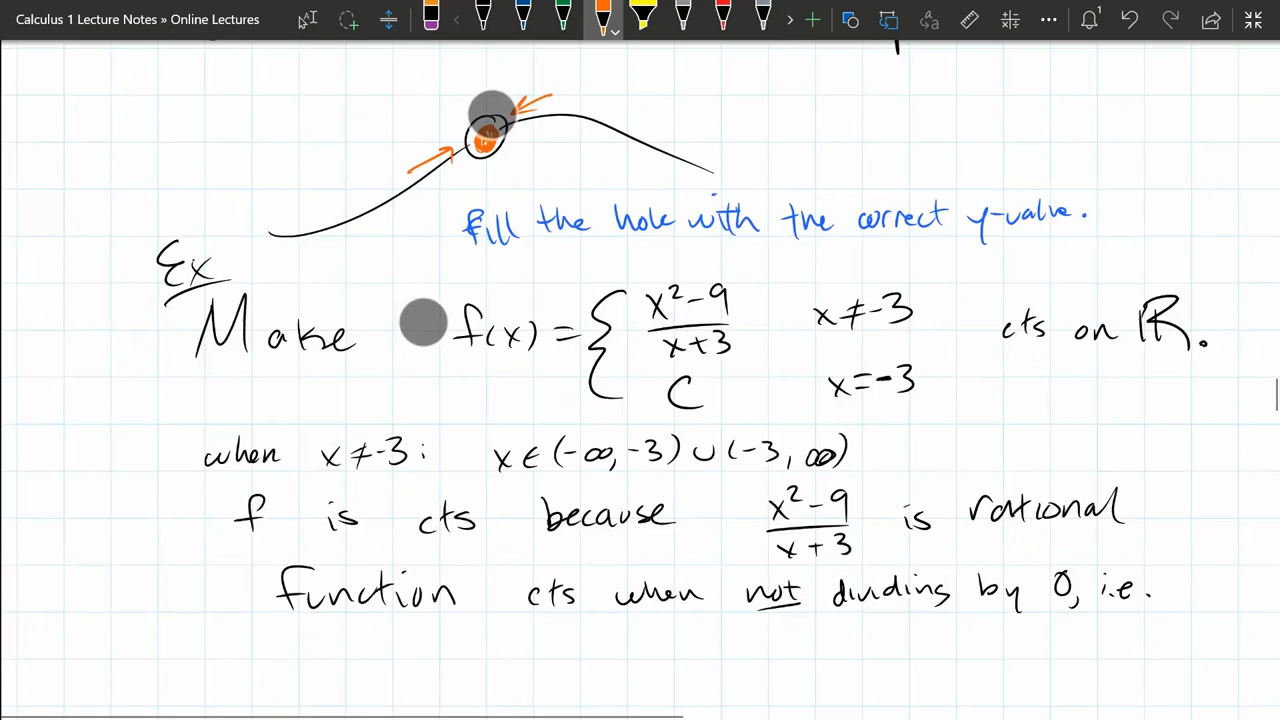 Calculus 1 Lecture Notes » Online Lectures
fill the hole with the correct y-value.
Ex
Make f(x) = { x²-9 / x+3 x≠-3 cts on ℝ.
C x=-3
when x≠-3: x∈(-∞,-3)∪(-3,∞)
f is cts because x²-9 / x+3 is rational
function cts when not dividing by 0, i.e.